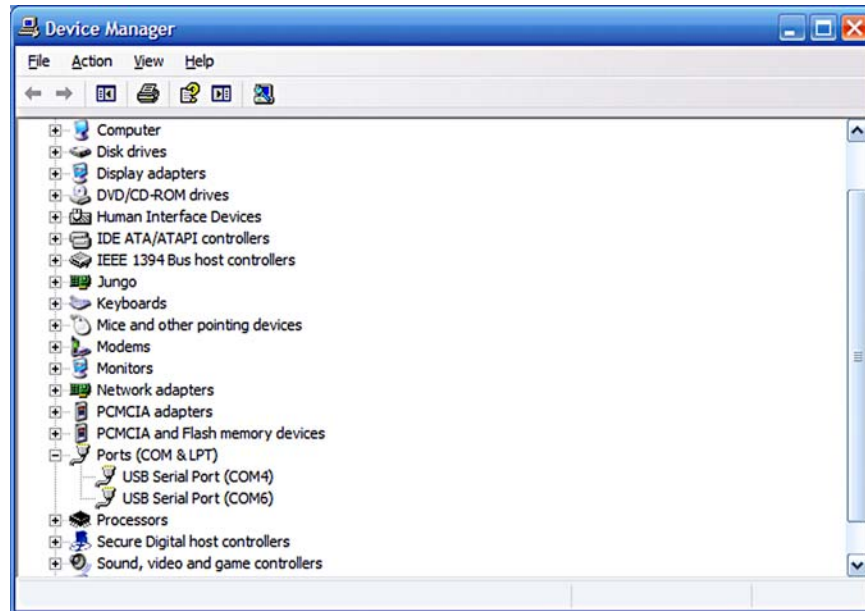 Device Manager
File Action View Help
Computer
Disk drives
Display adapters
DVD/CD-ROM drives
Human Interface Devices
IDE ATA/ATAPI controllers
IEEE 1394 Bus host controllers
Jungo
Keyboards
Mice and other pointing devices
Modems
Monitors
Network adapters
PCMCIA adapters
PCMCIA and Flash memory devices
Ports (COM & LPT)
USB Serial Port (COM4)
USB Serial Port (COM6)
Processors
Secure Digital host controllers
Sound, video and game controllers